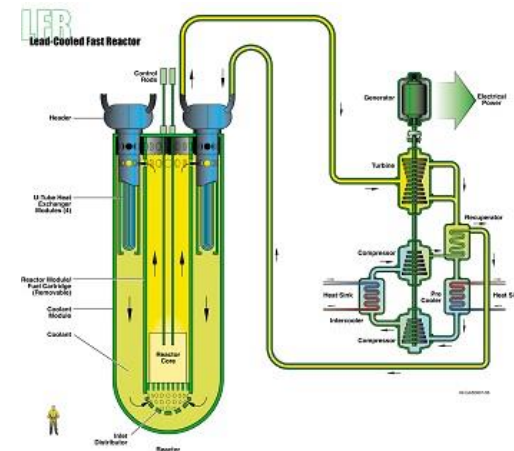 LFR
Lead-Cooled Fast Reactor
Control
Rods
Header
U-Tube Heat
Exchanger
Modules (4)
Reactor Module/
Fuel Cartridge
(Removable)
Coolant
Module
Coolant
Reactor
Core
Inlet
Distributor
Reactor
Generator
Electrical
Power
Turbine
Recuperator
Compressor
Heat Sink
Pre
Cooler
Heat Si
Intercooler
Compressor